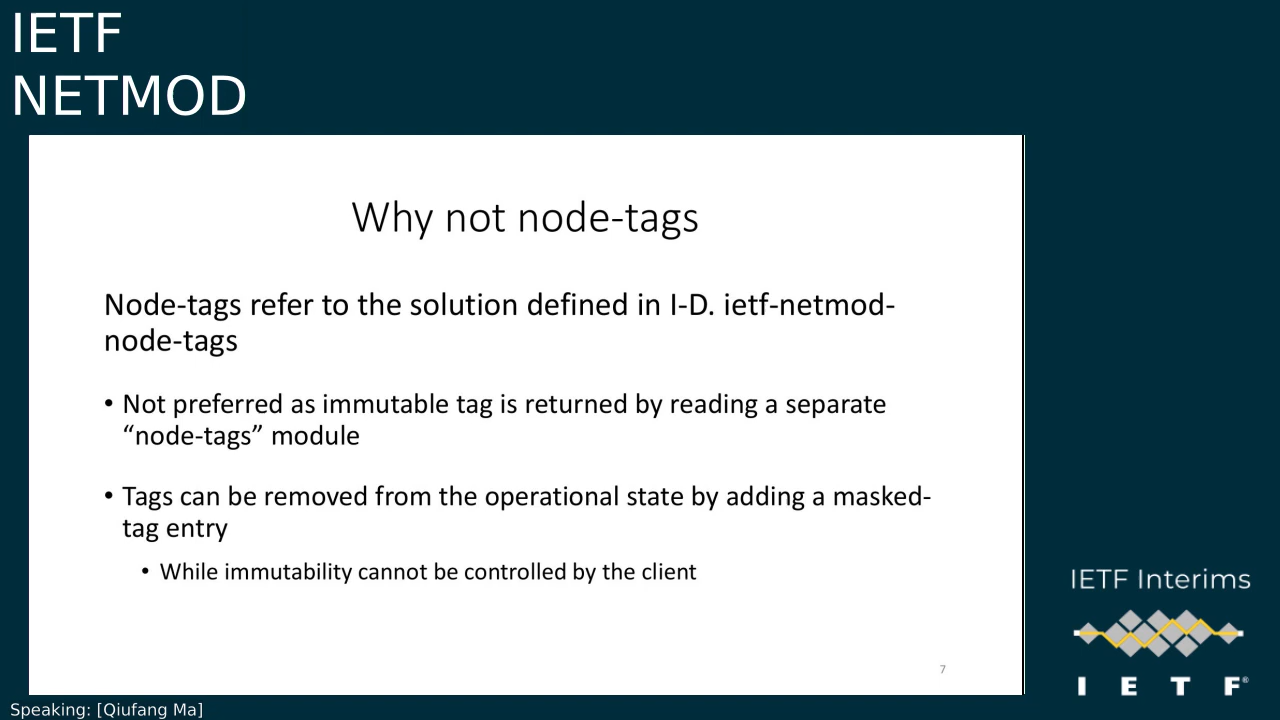 IETF
NETMOD
Why not node-tags
Node-tags refer to the solution defined in I-D. ietf-netmod-
node-tags
• Not preferred as immutable tag is returned by reading a separate
“node-tags” module
• Tags can be removed from the operational state by adding a masked-
tag entry
• While immutability cannot be controlled by the client
7
IETF Interims
I E T F®
Speaking: [Qiufang Ma]